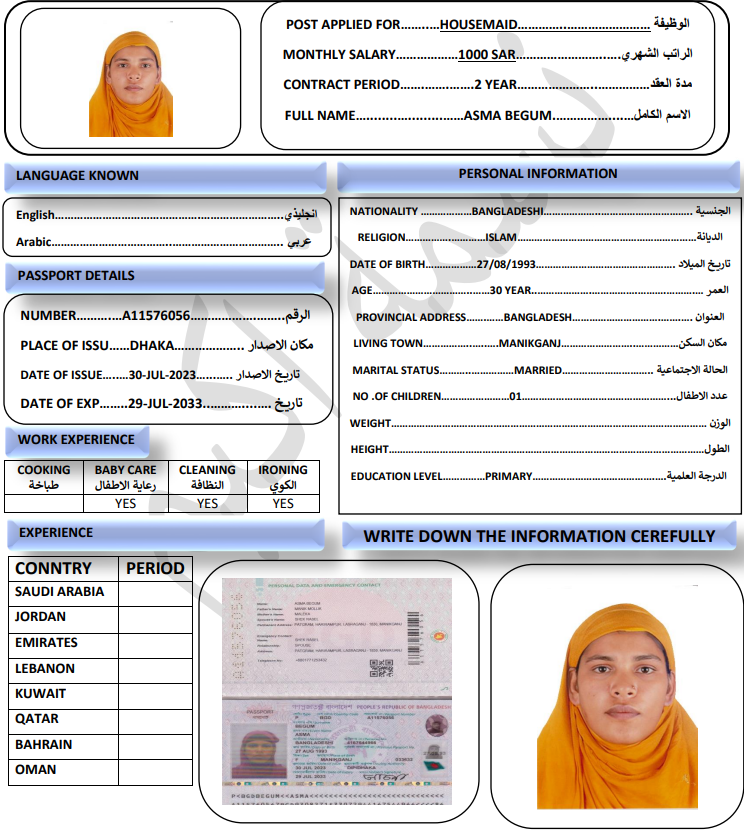 POST APPLIED FOR……..…HOUSEMAID…………..………………… الوظيفة
MONTHLY SALARY………………1000 SAR…………………………الراتب الشهري
CONTRACT PERIOD…………………2 YEAR…………………………………مدة العقد
FULL NAME………………………….ASMA BEGUM…………………..الاسم الكامل
LANGUAGE KNOWN
English……………………………………………………انجليذي
Arabic…………………………………………………… عربي
PASSPORT DETAILS
NUMBER…………A11576056……………………..الرقم
PLACE OF ISSU……DHAKA……………….. مكان الاصدار
DATE OF ISSUE…..30-JUL-2023……….. تاريخ الاصدار
DATE OF EXP…..29-JUL-2033……………..… تاريخ
WORK EXPERIENCE
COOKING BABY CARE CLEANING IRONING
طباخة رعاية الاطفال النظافة الكوي
YES YES YES
PERSONAL INFORMATION
NATIONALITY ………………BANGLADESHI……………………………………… الجنسية
RELIGION…………………..…ISLAM…………………………………………الديانة
DATE OF BIRTH…………….27/08/1993……………………………… تاريخ الميلاد
AGE………………………………30 YEAR………………………………………… العمر
PROVINCIAL ADDRESS…………BANGLADESH………………………………. العنوان
LIVING TOWN…………………..…MANIKGANJ………………………………مكان السكن
MARITAL STATUS………..………MARRIED………………………… الحالة الاجتماعية
NO .OF CHILDREN…………………..01………………………………………عدد الاطفال
WEIGHT…………………………………………………………………………الوزن
HEIGHT…………………………………………………………………………الطول
EDUCATION LEVEL…………..PRIMARY………………………………الدرجة العلمية
EXPERIENCE
CONNTRY PERIOD
SAUDI ARABIA
JORDAN
EMIRATES
LEBANON
KUWAIT
QATAR
BAHRAIN
OMAN
WRITE DOWN THE INFORMATION CEREFULLY
PERSONAL DATA AND EMERGENCY CONTACT
ASMA BEGUM
PASSPORT
PEOPLE'S REPUBLIC OF BANGLADESH
P BGD A11576056
BEGUM
ASMA
BANGLADESHI
27 AUG 1993
F MANIKGANJ
30 JUL 2023 DIP/DHAKA
29 JUL 2033